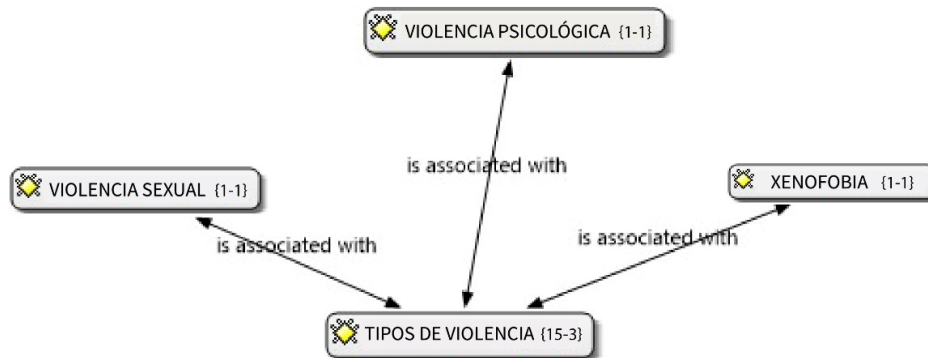 VIOLENCIA PSICOLÓGICA {1-1}
is associated with
VIOLENCIA SEXUAL {1-1}
XENOFOBIA {1-1}
is associated with
is associated with
TIPOS DE VIOLENCIA {15-3}